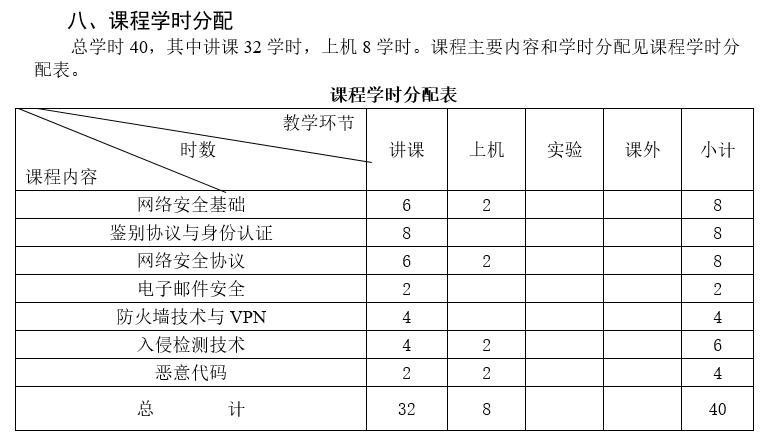 八、课程学时分配
总学时 40，其中讲课 32 学时，上机 8 学时。课程主要内容和学时分配见课程学时分
配表。
课程学时分配表
教学环节
时数
课程内容
讲课 上机 实验 课外 小计
网络安全基础 6 2 8
鉴别协议与身份认证 8 8
网络安全协议 6 2 8
电子邮件安全 2 2
防火墙技术与 VPN 4 4
入侵检测技术 4 2 6
恶意代码 2 2 4
总 计 32 8 40